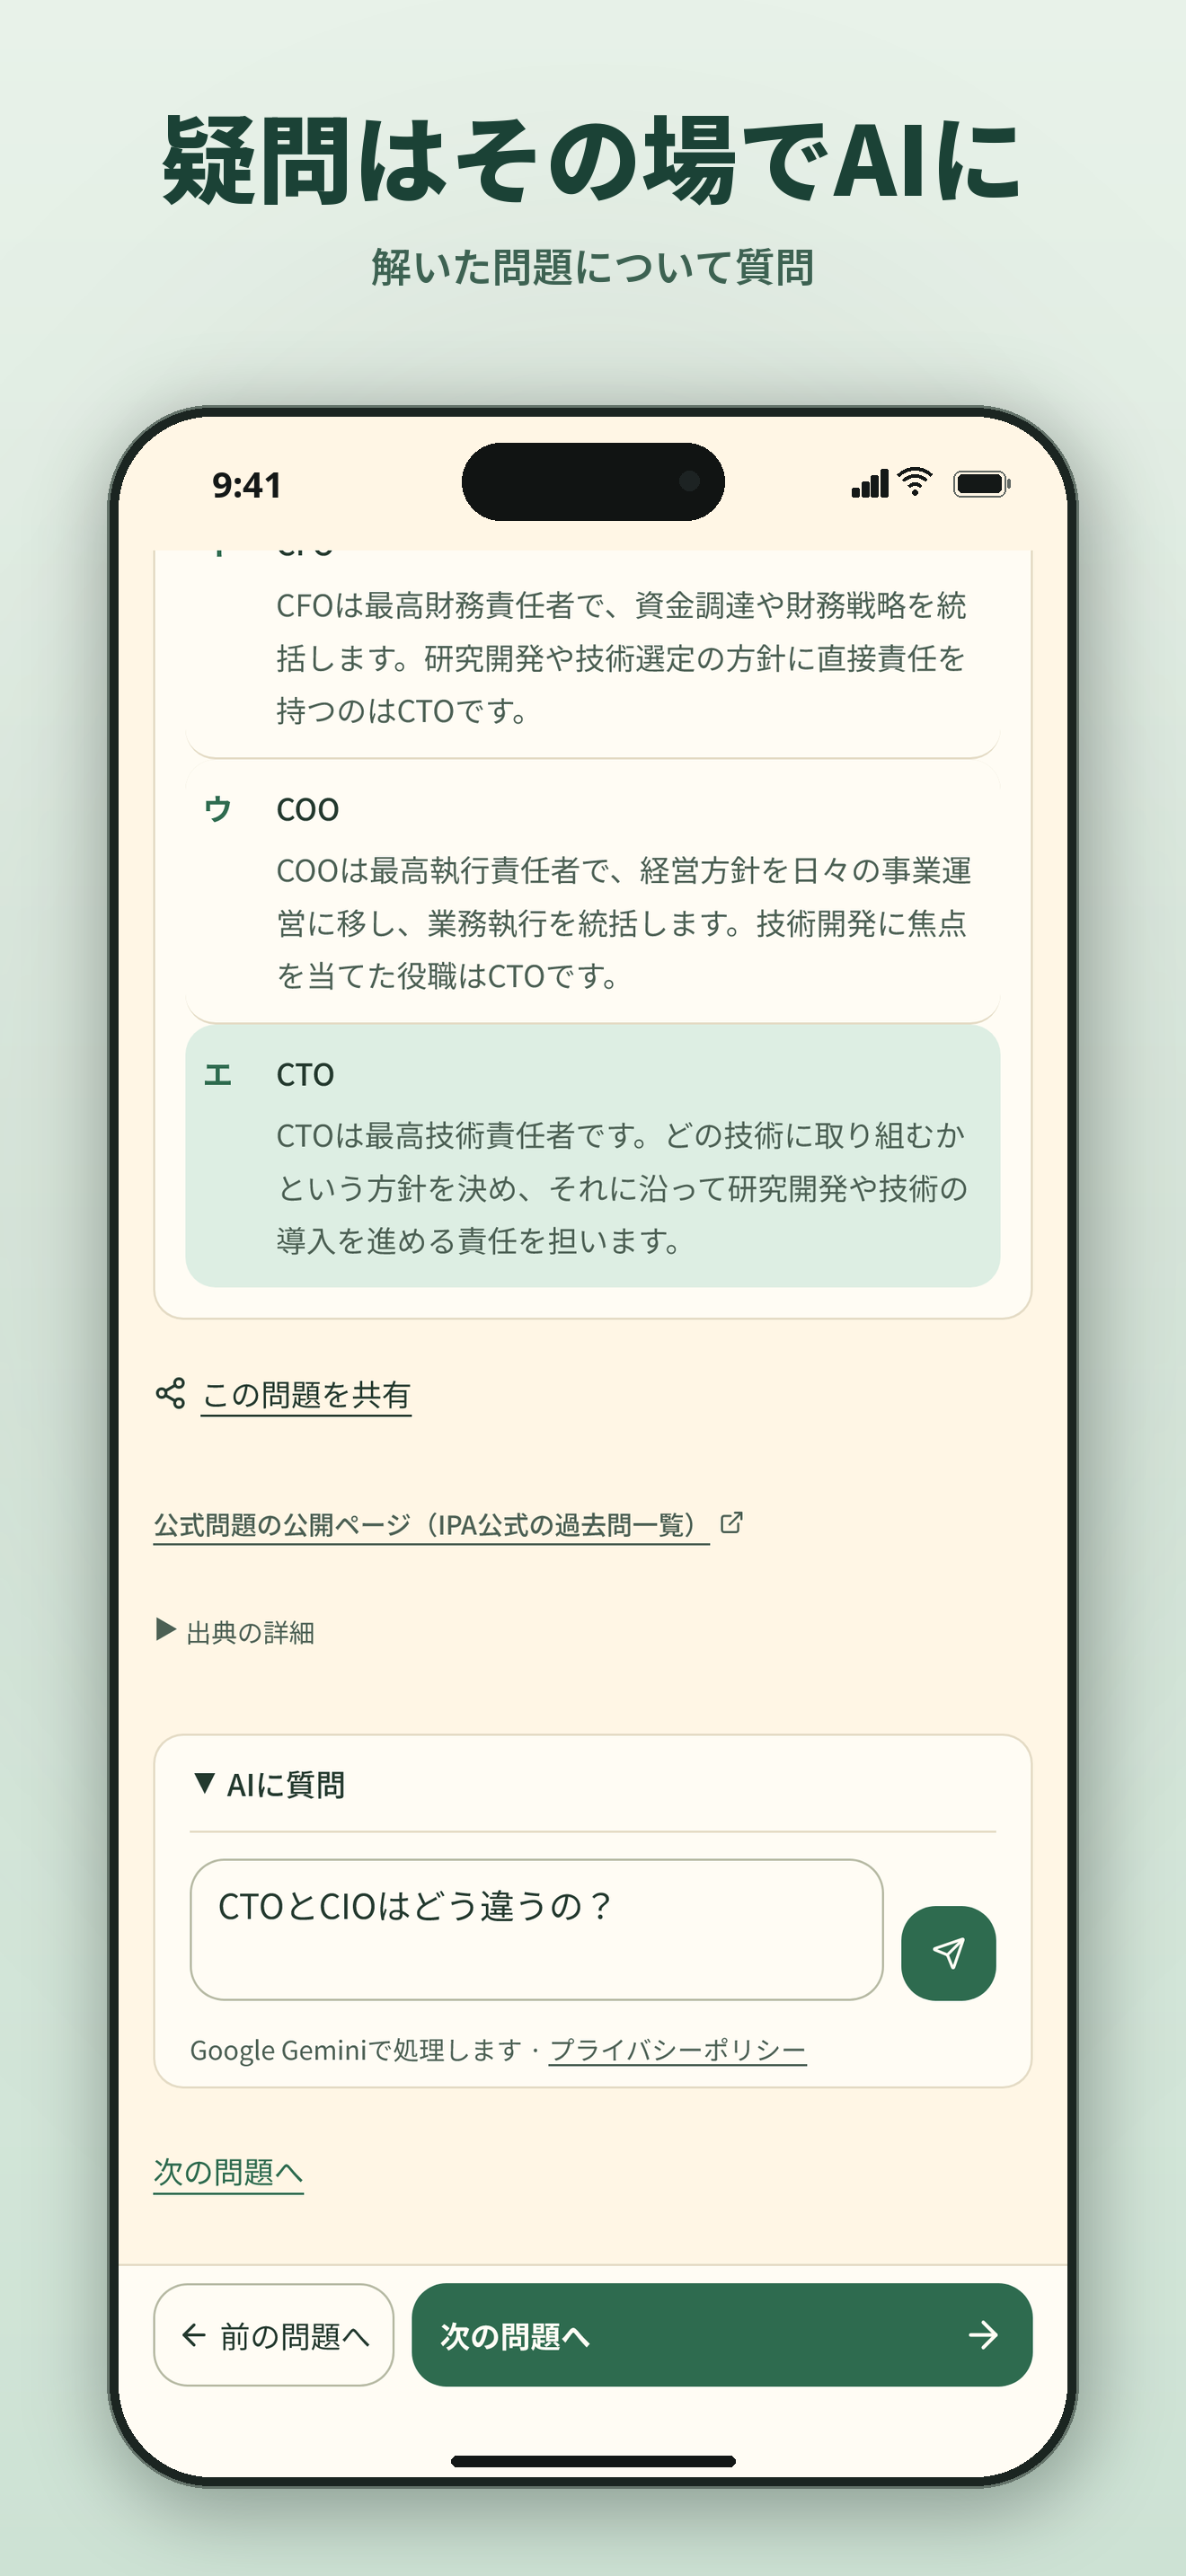 疑問はその場でAIに
解いた問題について質問
9:41
CFOは最高財務責任者で、資金調達や財務戦略を統
括します。研究開発や技術選定の方針に直接責任を
持つのはCTOです。
ウ COO
COOは最高執行責任者で、経営方針を日々の事業運
営に移し、業務執行を統括します。技術開発に焦点
を当てた役職はCTOです。
エ CTO
CTOは最高技術責任者です。どの技術に取り組むか
という方針を決め、それに沿って研究開発や技術の
導入を進める責任を担います。
この問題を共有
公式問題の公開ページ（IPA公式の過去問一覧）
▶ 出典の詳細
▼ AIに質問
CTOとCIOはどう違うの？
Google Geminiで処理します · プライバシーポリシー
次の問題へ
← 前の問題へ 次の問題へ →